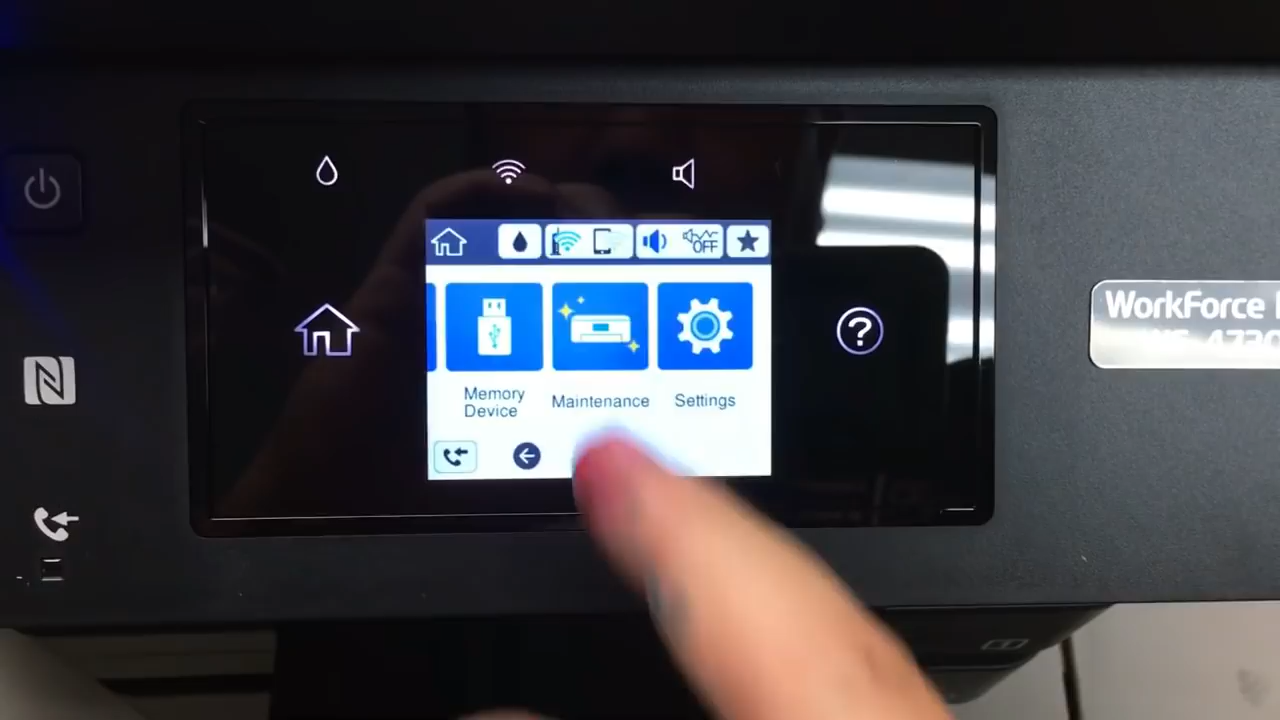 OFF
WorkForce
Memory
Device
Maintenance
Settings